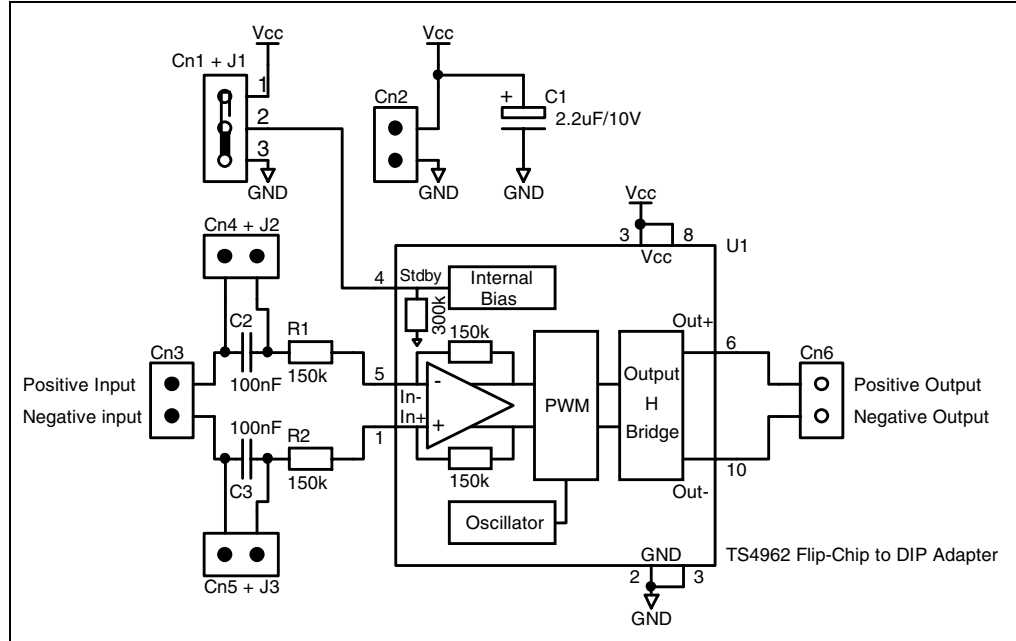 Vcc
Vcc
Cn1 + J1
1
2
3
GND
Cn2
+
C1
2.2uF/10V
GND
GND
Vcc
3
8
Vcc
U1
Cn4 + J2
4
Stdby
Internal
Bias
300k
150k
C2
R1
Cn3
100nF
150k
5
In-
-
Positive Input
Negative input
100nF
R2
C3
150k
1
In+
+
150k
PWM
Output
H
Bridge
Out+
6
Cn6
Positive Output
Negative Output
10
Out-
Oscillator
Cn5 + J3
GND
2
3
GND
TS4962 Flip-Chip to DIP Adapter